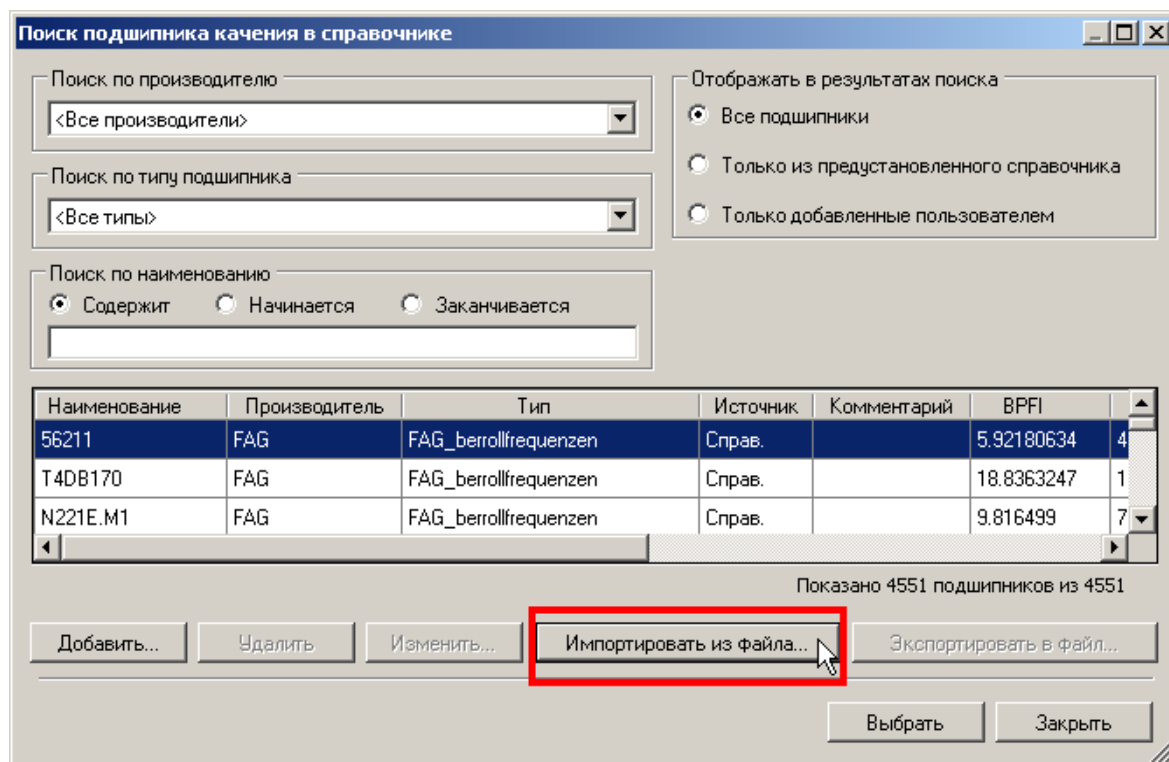 Поиск подшипника качения в справочнике
Поиск по производителю
<Все производители>
Поиск по типу подшипника
<Все типы>
Поиск по наименованию
Содержит Начинается Заканчивается
Отображать в результатах поиска
Все подшипники
Только из предустановленного справочника
Только добавленные пользователем
Наименование Производитель Тип Источник Комментарий BPFI
56211 FAG FAG_berrollfrequenzen Справ. 5.92180634 4
T4DB170 FAG FAG_berrollfrequenzen Справ. 18.8363247 1
N221E.M1 FAG FAG_berrollfrequenzen Справ. 9.816499 7
Показано 4551 подшипников из 4551
Добавить... Удалить Изменить... Импортировать из файла... Экспортировать в файл...
Выбрать Закрыть